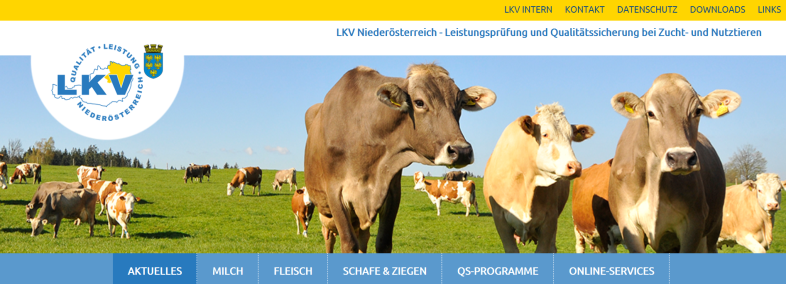 LKV INTERN KONTAKT DATENSCHUTZ DOWNLOADS LINKS
LKV Niederösterreich - Leistungsprüfung und Qualitätssicherung bei Zucht- und Nutztieren
QUALITÄT • LEISTUNG
LKV
NIEDERÖSTERREICH •
AKTUELLES MILCH FLEISCH SCHAFE & ZIEGEN QS-PROGRAMME ONLINE-SERVICES